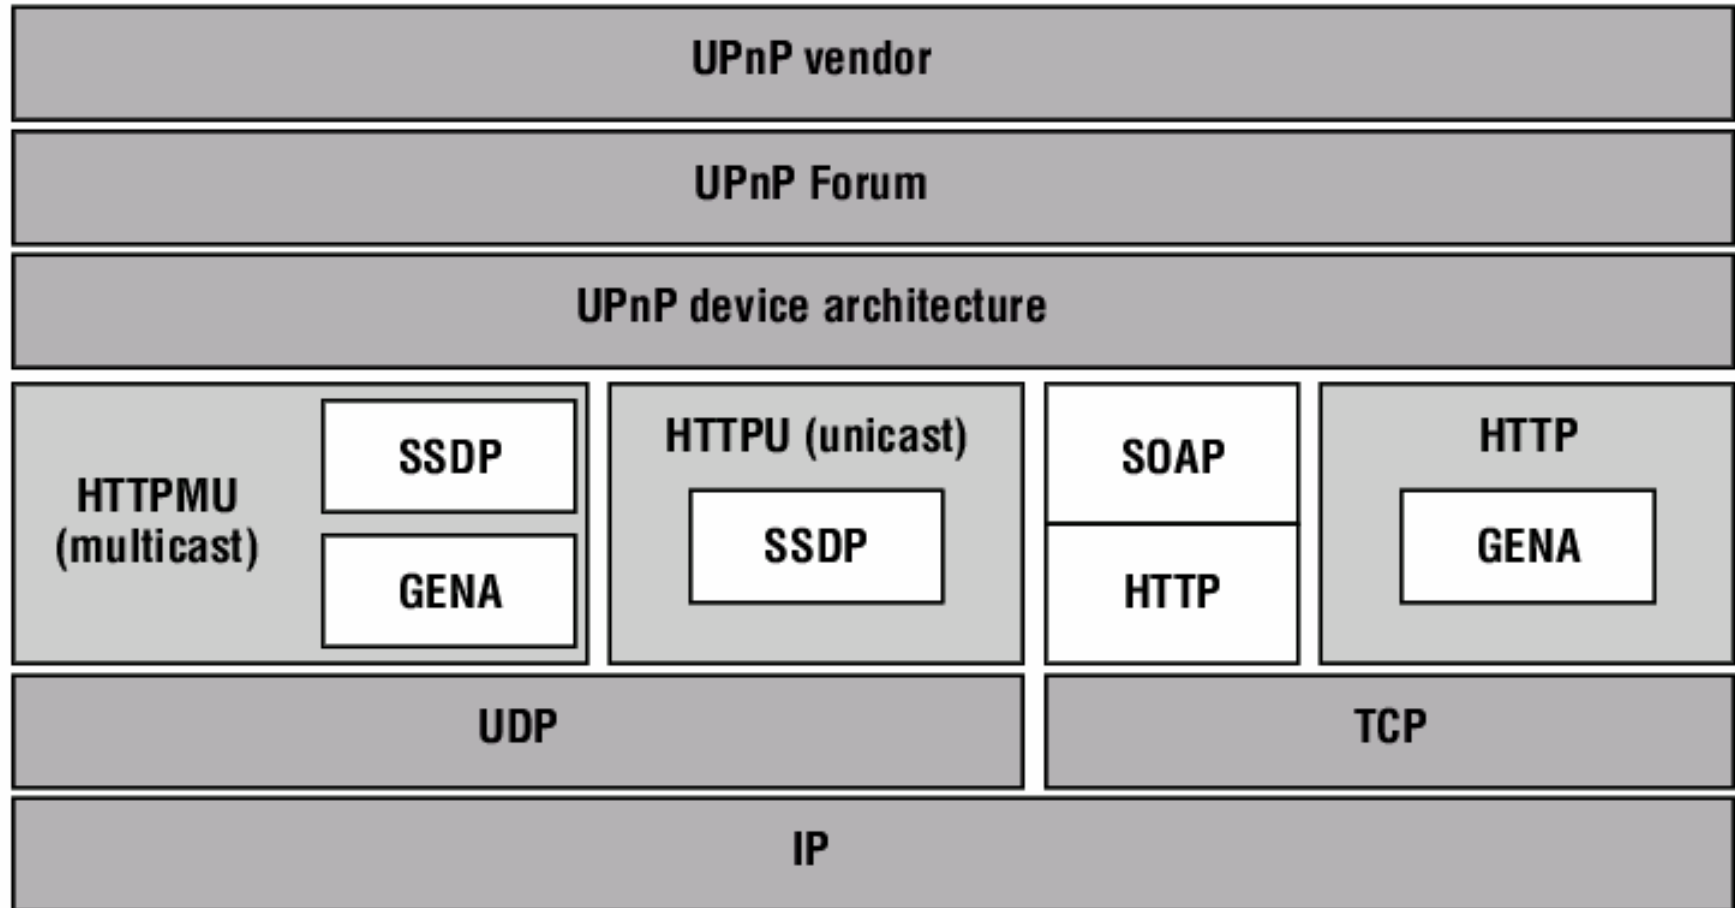 UPnP vendor
UPnP Forum
UPnP device architecture
HTTPMU
(multicast)
SSDP
GENA
HTTPU (unicast)
SSDP
SOAP
HTTP
HTTP
GENA
UDP
TCP
IP